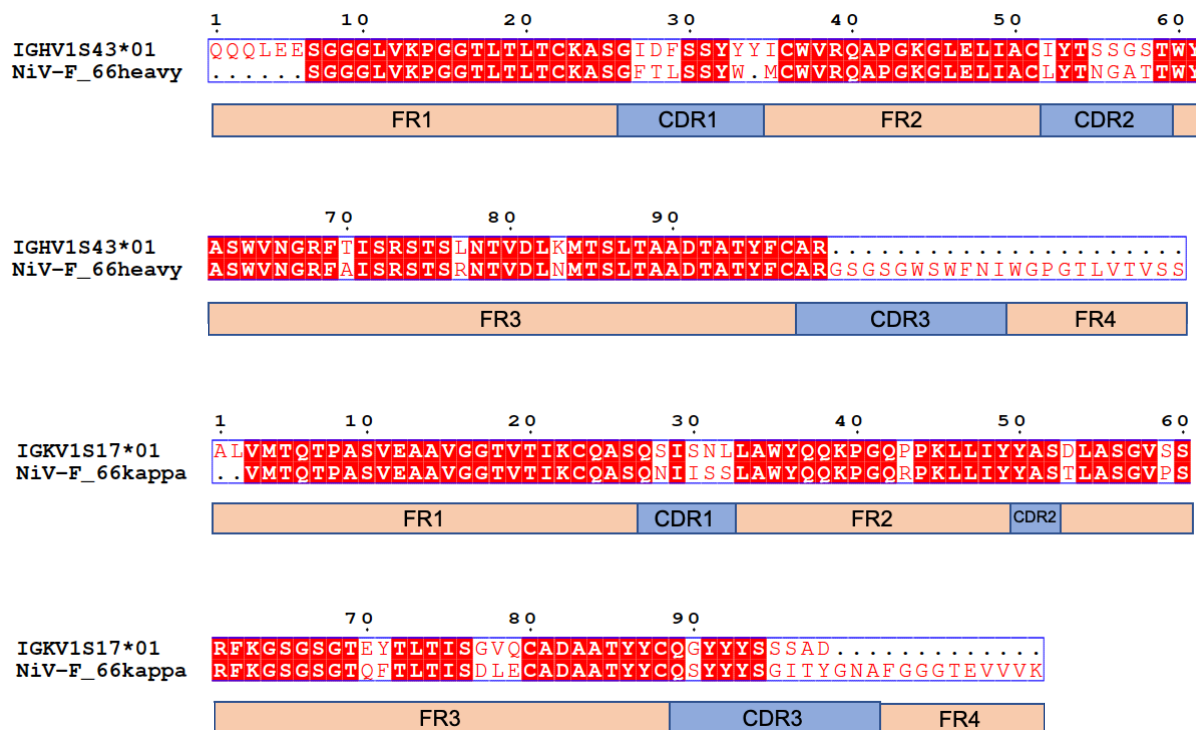 1 10 20 30 40 50 60
IGHV1S43*01 QQQLEESGGGLVKPGGTLTLTCKASGIDFSSYYYICWVRQAPGKGLELIACIYTSSGSTWY
NiV-F_66heavy ......SGGGLVKPGGTLTLTCKASGFTLSSYW.MCWVRQAPGKGLELIACLYTNGATTWY
FR1 CDR1 FR2 CDR2
70 80 90
IGHV1S43*01 ASWVNGRFTISRSTSLNTVDLKMTSLTAADTATYFCAR......................
NiV-F_66heavy ASWVNGRFAISRSTSRNTVDLNMTSLTAADTATYFCARGSGSGWSWFNIWGPGTLVTVSS
FR3 CDR3 FR4
1 10 20 30 40 50 60
IGKV1S17*01 ALVMTQTPASVEAAVGGTVTIKCQASQSISNLLAWYQQKPGQPPKLLIYYASDLASGVSS
NiV-F_66kappa ..VMTQTPASVEAAVGGTVTIKCQASQNIISSLAWYQQKPGQRPKLLIYYASTLASGVPS
FR1 CDR1 FR2 CDR2
70 80 90
IGKV1S17*01 RFKGSGSGTEYTLTISGVQCADAATYYCQGYYYSSSAD.............
NiV-F_66kappa RFKGSGSGTQFTLTISDLECADAATYYCQSYYYSGITYGNAFGGGTEVVVK
FR3 CDR3 FR4